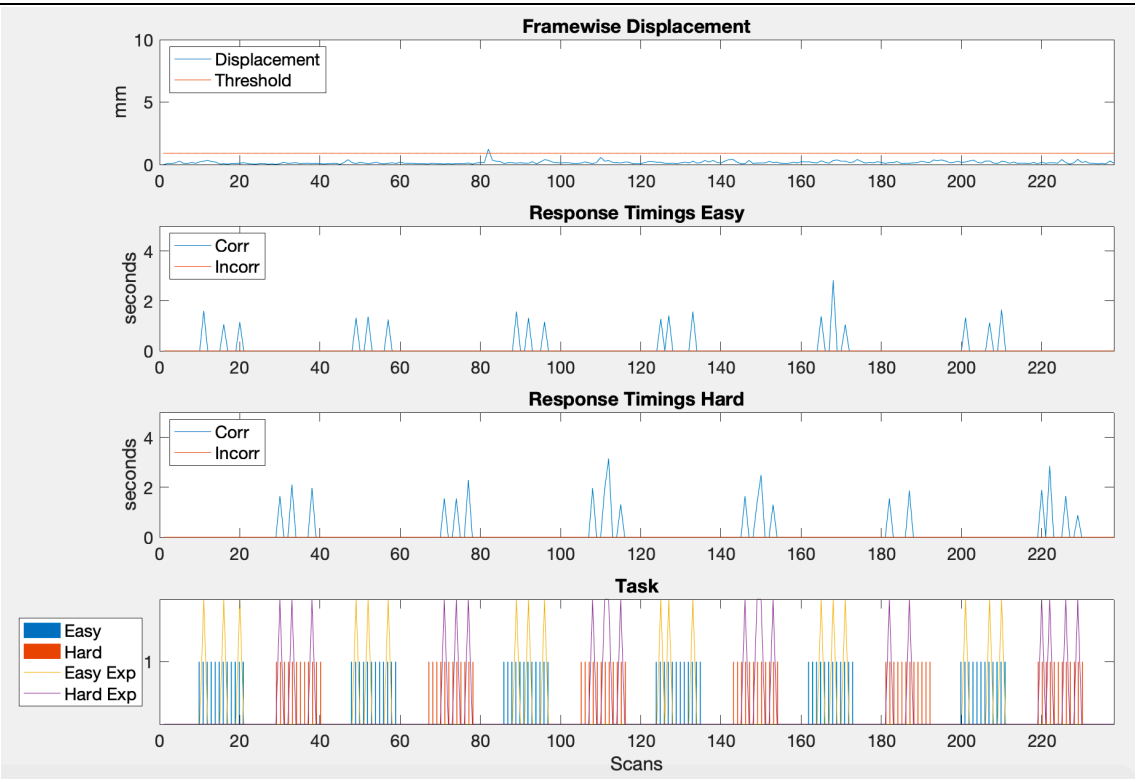 Framewise Displacement
10
5
0
mm
Displacement
Threshold
0 20 40 60 80 100 120 140 160 180 200 220
Response Timings Easy
4
2
0
seconds
Corr
Incorr
0 20 40 60 80 100 120 140 160 180 200 220
Response Timings Hard
4
2
0
seconds
Corr
Incorr
0 20 40 60 80 100 120 140 160 180 200 220
Task
Easy
Hard
Easy Exp
Hard Exp
1
0 20 40 60 80 100 120 140 160 180 200 220
Scans